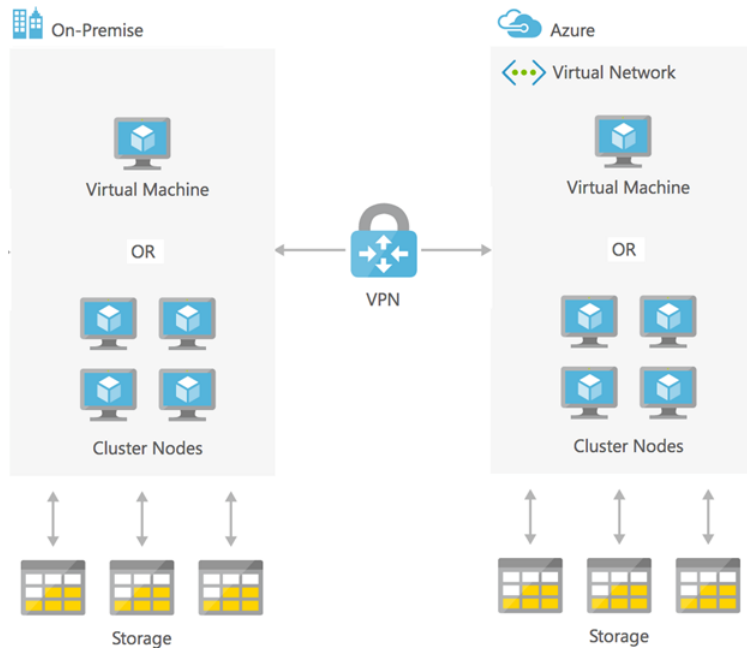 On-Premise
Virtual Machine
OR
Cluster Nodes
Storage
VPN
Azure
Virtual Network
Virtual Machine
OR
Cluster Nodes
Storage